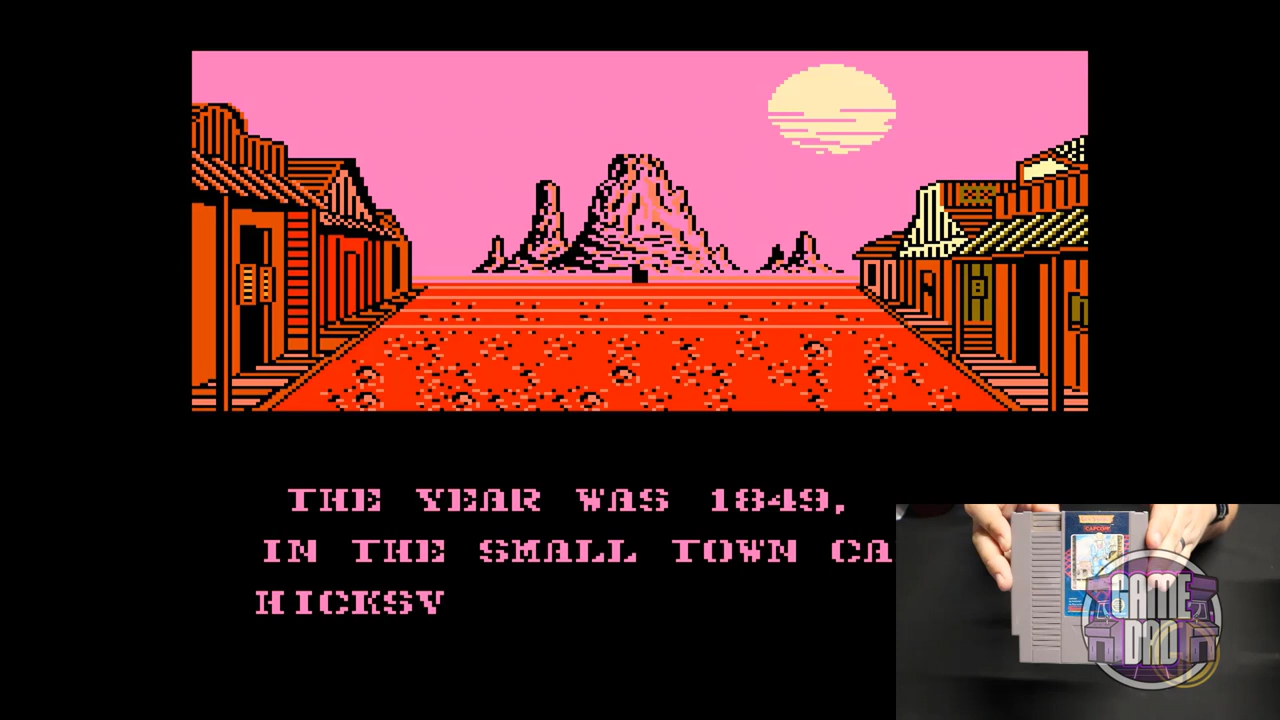 THE YEAR WAS 1849,
IN THE SMALL TOWN CA
HICKSV
CAPCOM
GAME
DAD